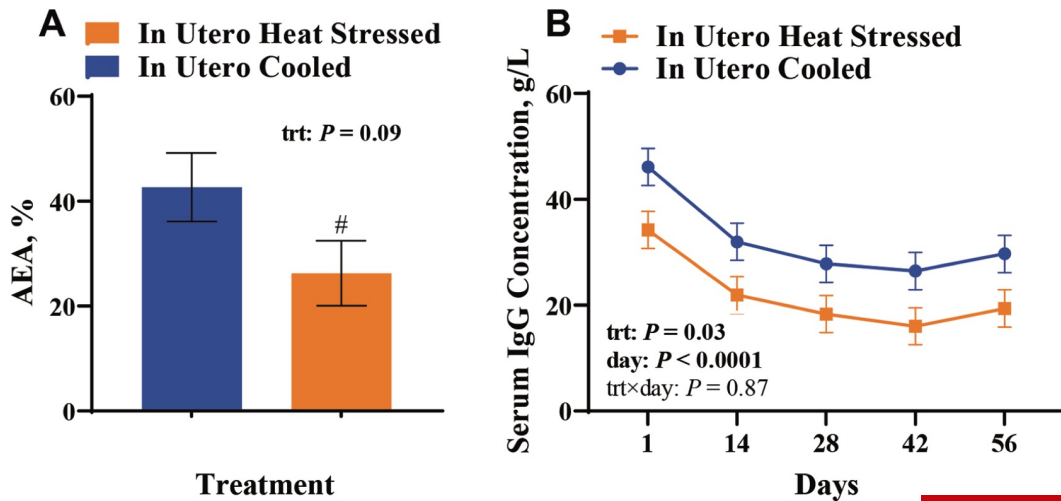 A
In Utero Heat Stressed
In Utero Cooled
60
40
20
0
AEA, %
trt: P = 0.09
#
Treatment
B
In Utero Heat Stressed
In Utero Cooled
60
40
20
0
Serum IgG Concentration, g/L
trt: P = 0.03
day: P < 0.0001
trt×day: P = 0.87
1 14 28 42 56
Days